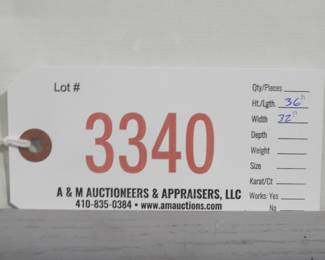 Lot #
3340
A & M AUCTIONEERS & APPRAISERS, LLC
410-835-0384 • www.amauctions.com
Qty/Pieces
Ht./Lgth 36"
Width 22"
Depth
Weight
Size
Karat/Ct
Works: Yes
No